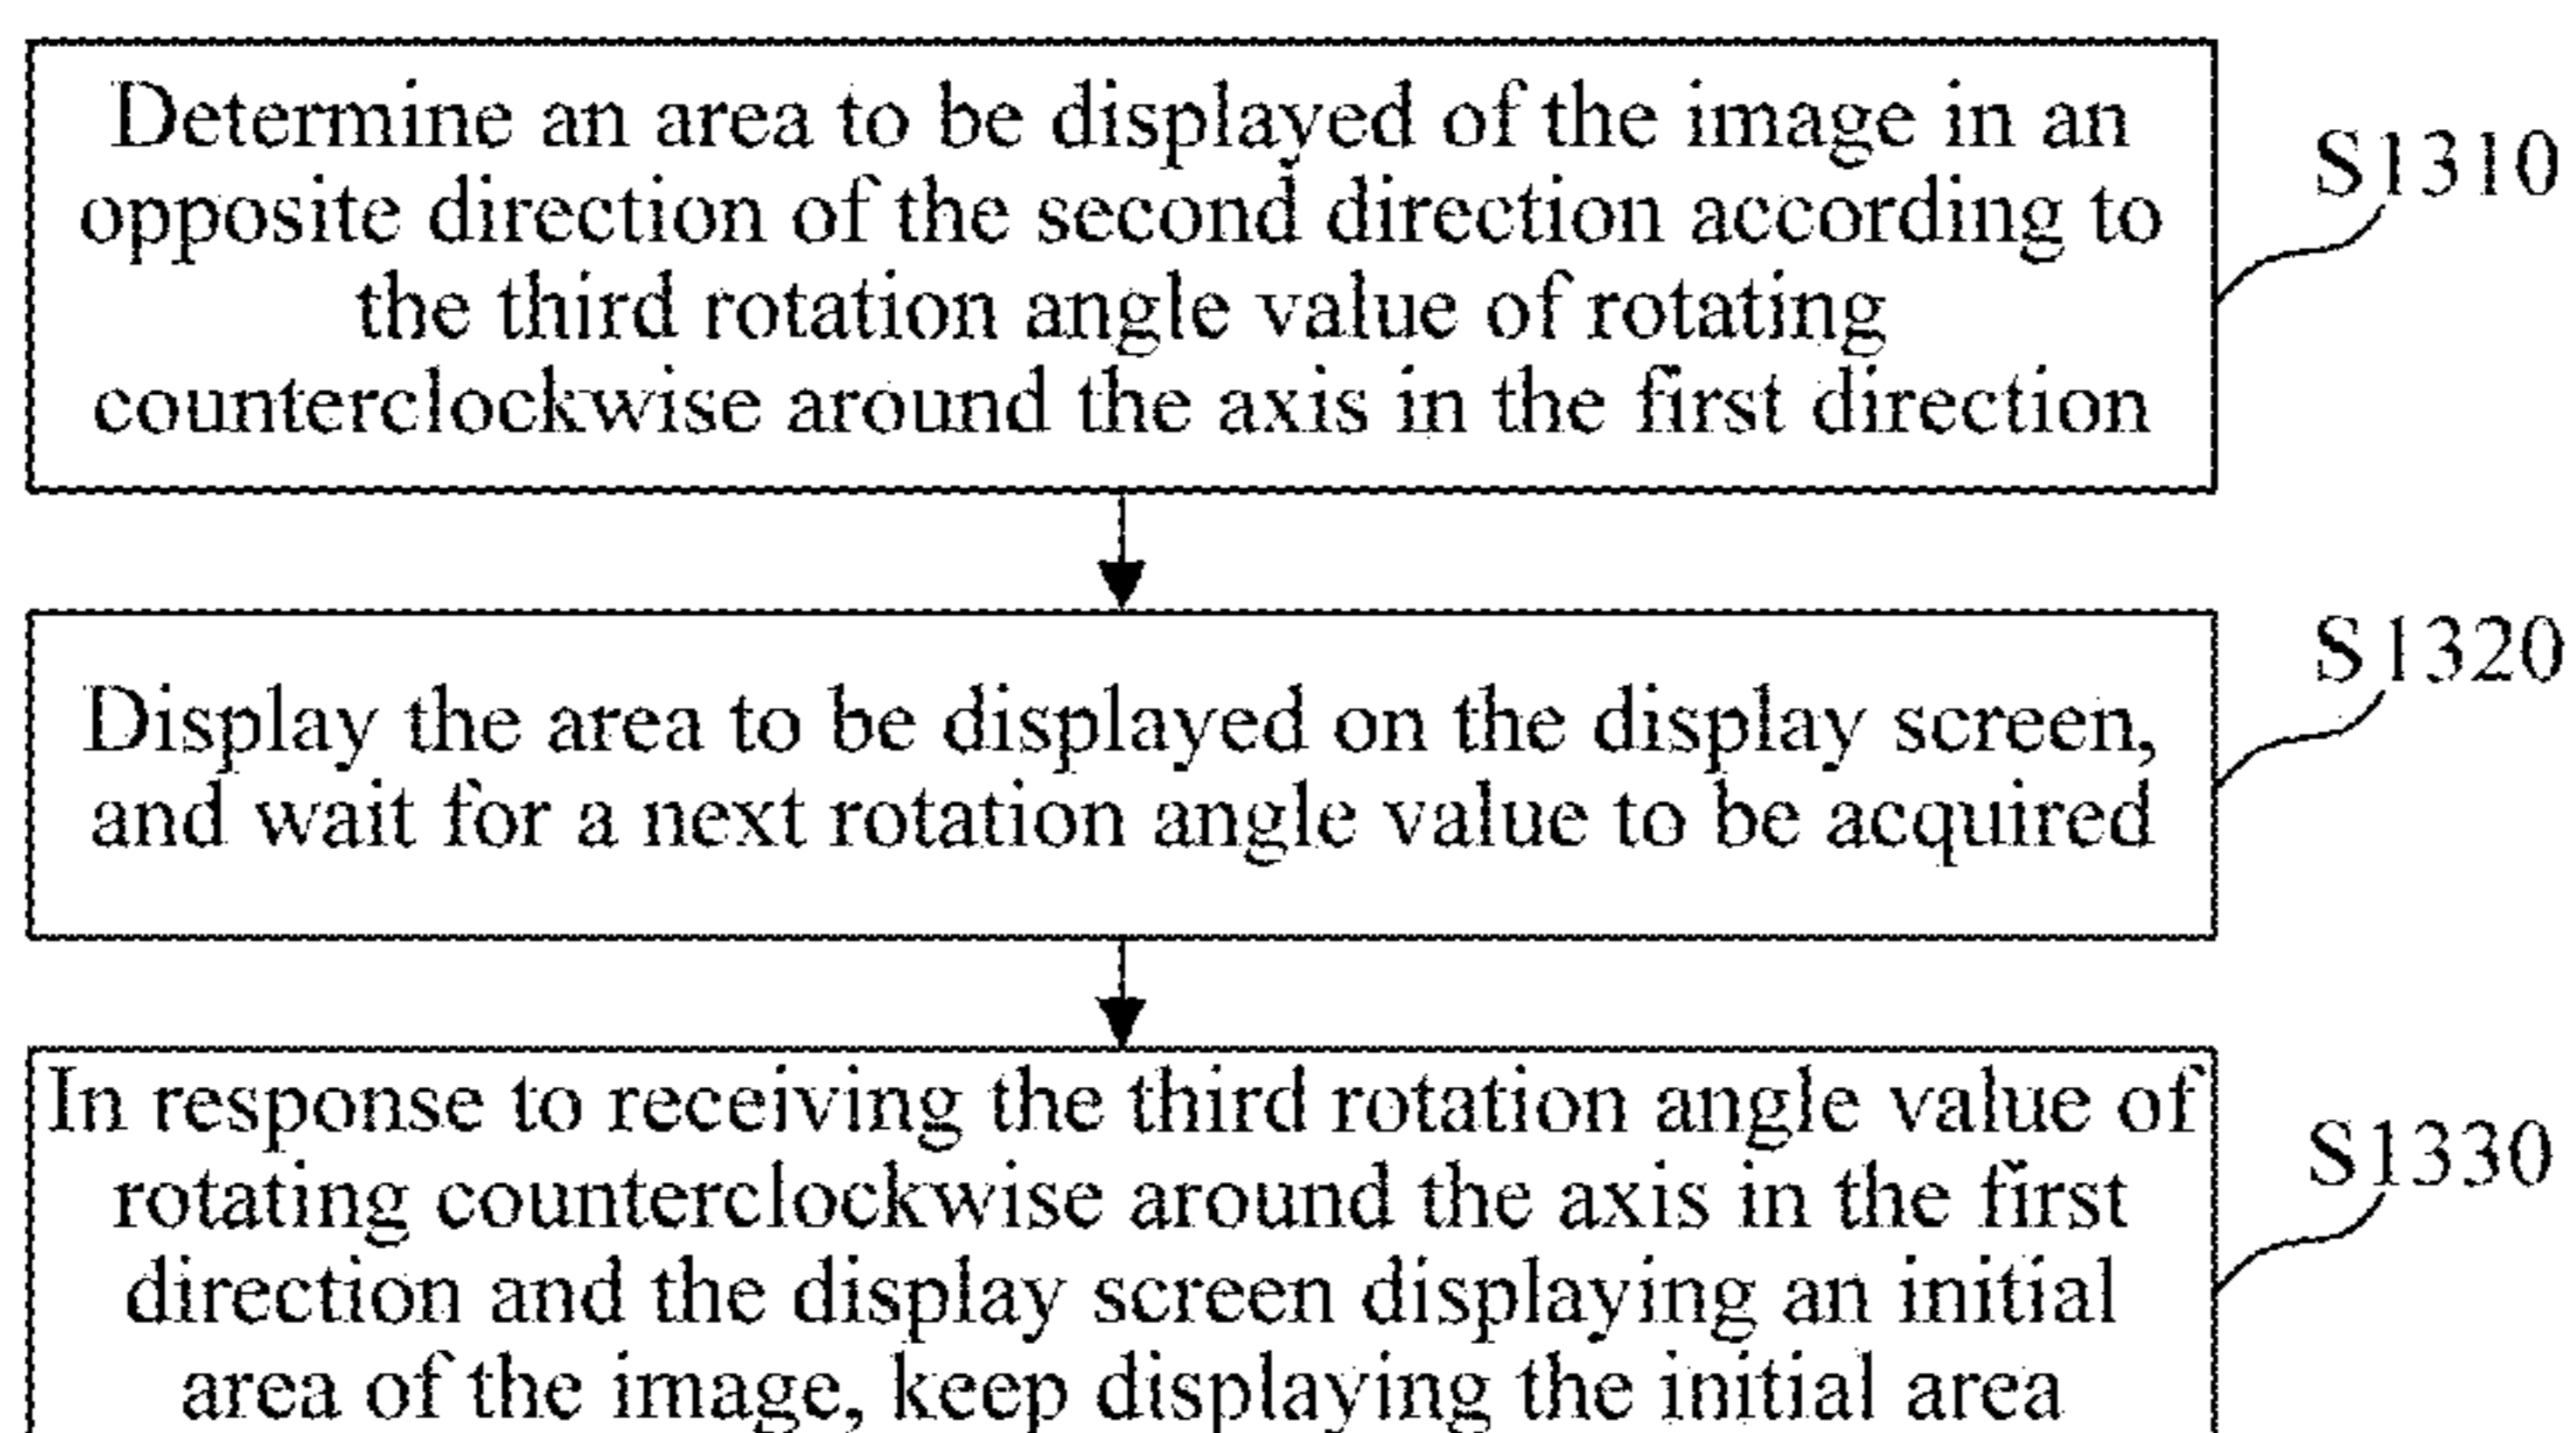 Determine an area to be displayed of the image in an
opposite direction of the second direction according to
the third rotation angle value of rotating
counterclockwise around the axis in the first direction
S1310
Display the area to be displayed on the display screen,
and wait for a next rotation angle value to be acquired
S1320
In response to receiving the third rotation angle value of
rotating counterclockwise around the axis in the first
direction and the display screen displaying an initial
area of the image, keep displaying the initial area
S1330